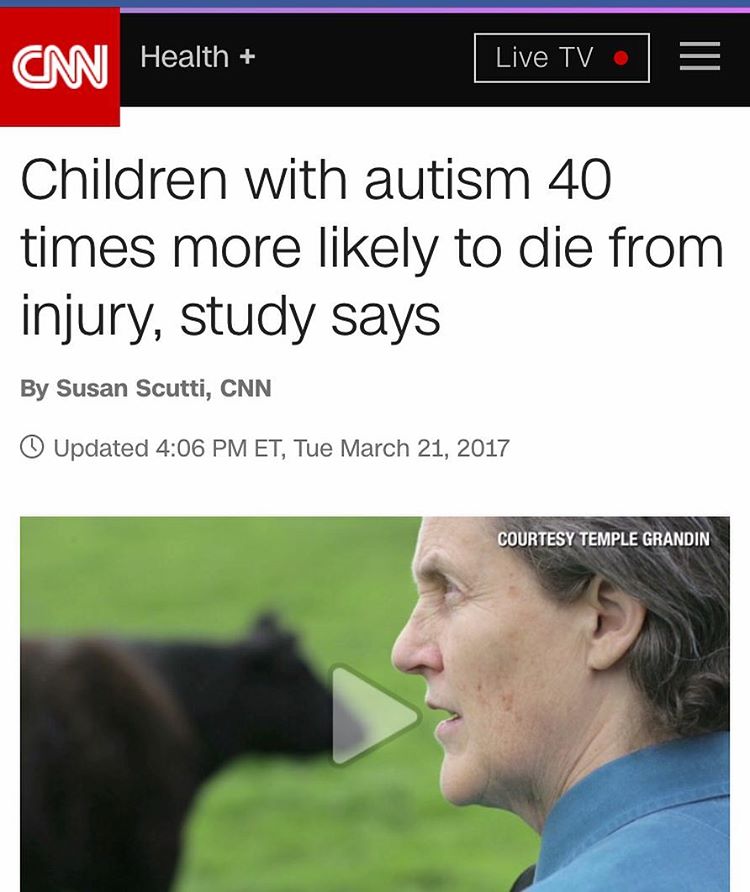 CNN
Health +
Live TV
Children with autism 40
times more likely to die from
injury, study says
By Susan Scutti, CNN
Updated 4:06 PM ET, Tue March 21, 2017
COURTESY TEMPLE GRANDIN